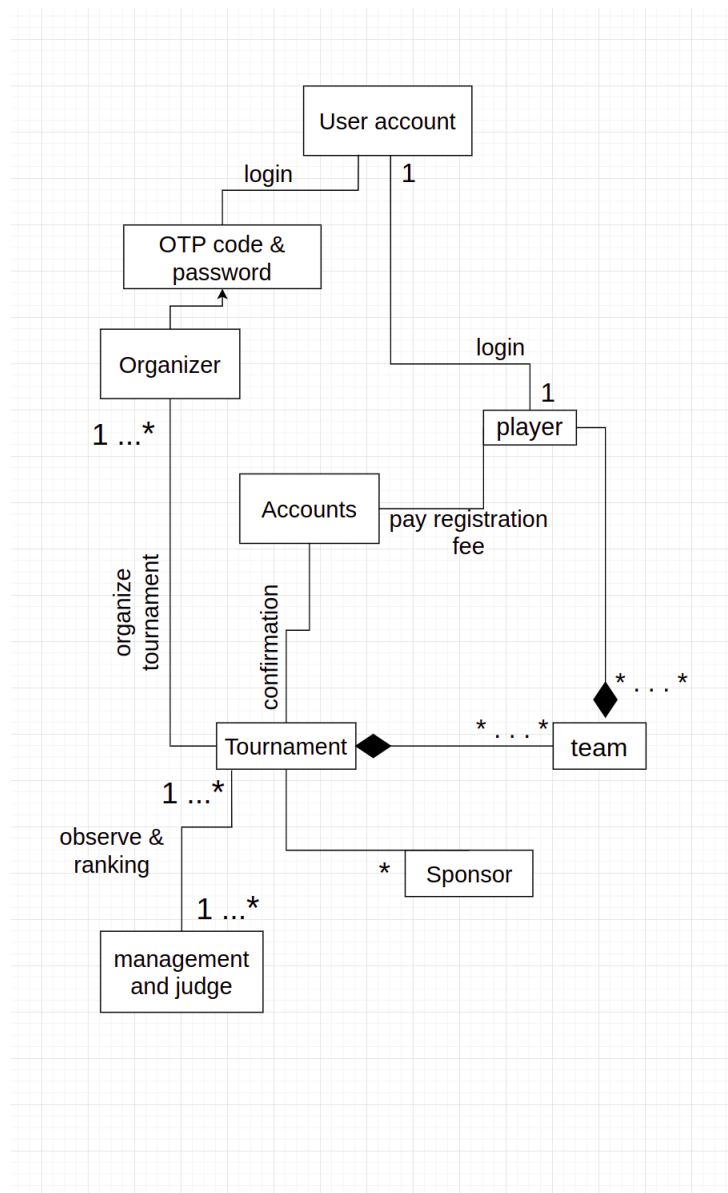 User account
login
1
OTP code &
password
Organizer
login
1 ...*
1
player
Accounts
pay registration
fee
organize
tournament
confirmation
* . . . *
* . . . *
Tournament
team
1 ...*
observe &
ranking
*
Sponsor
1 ...*
management
and judge